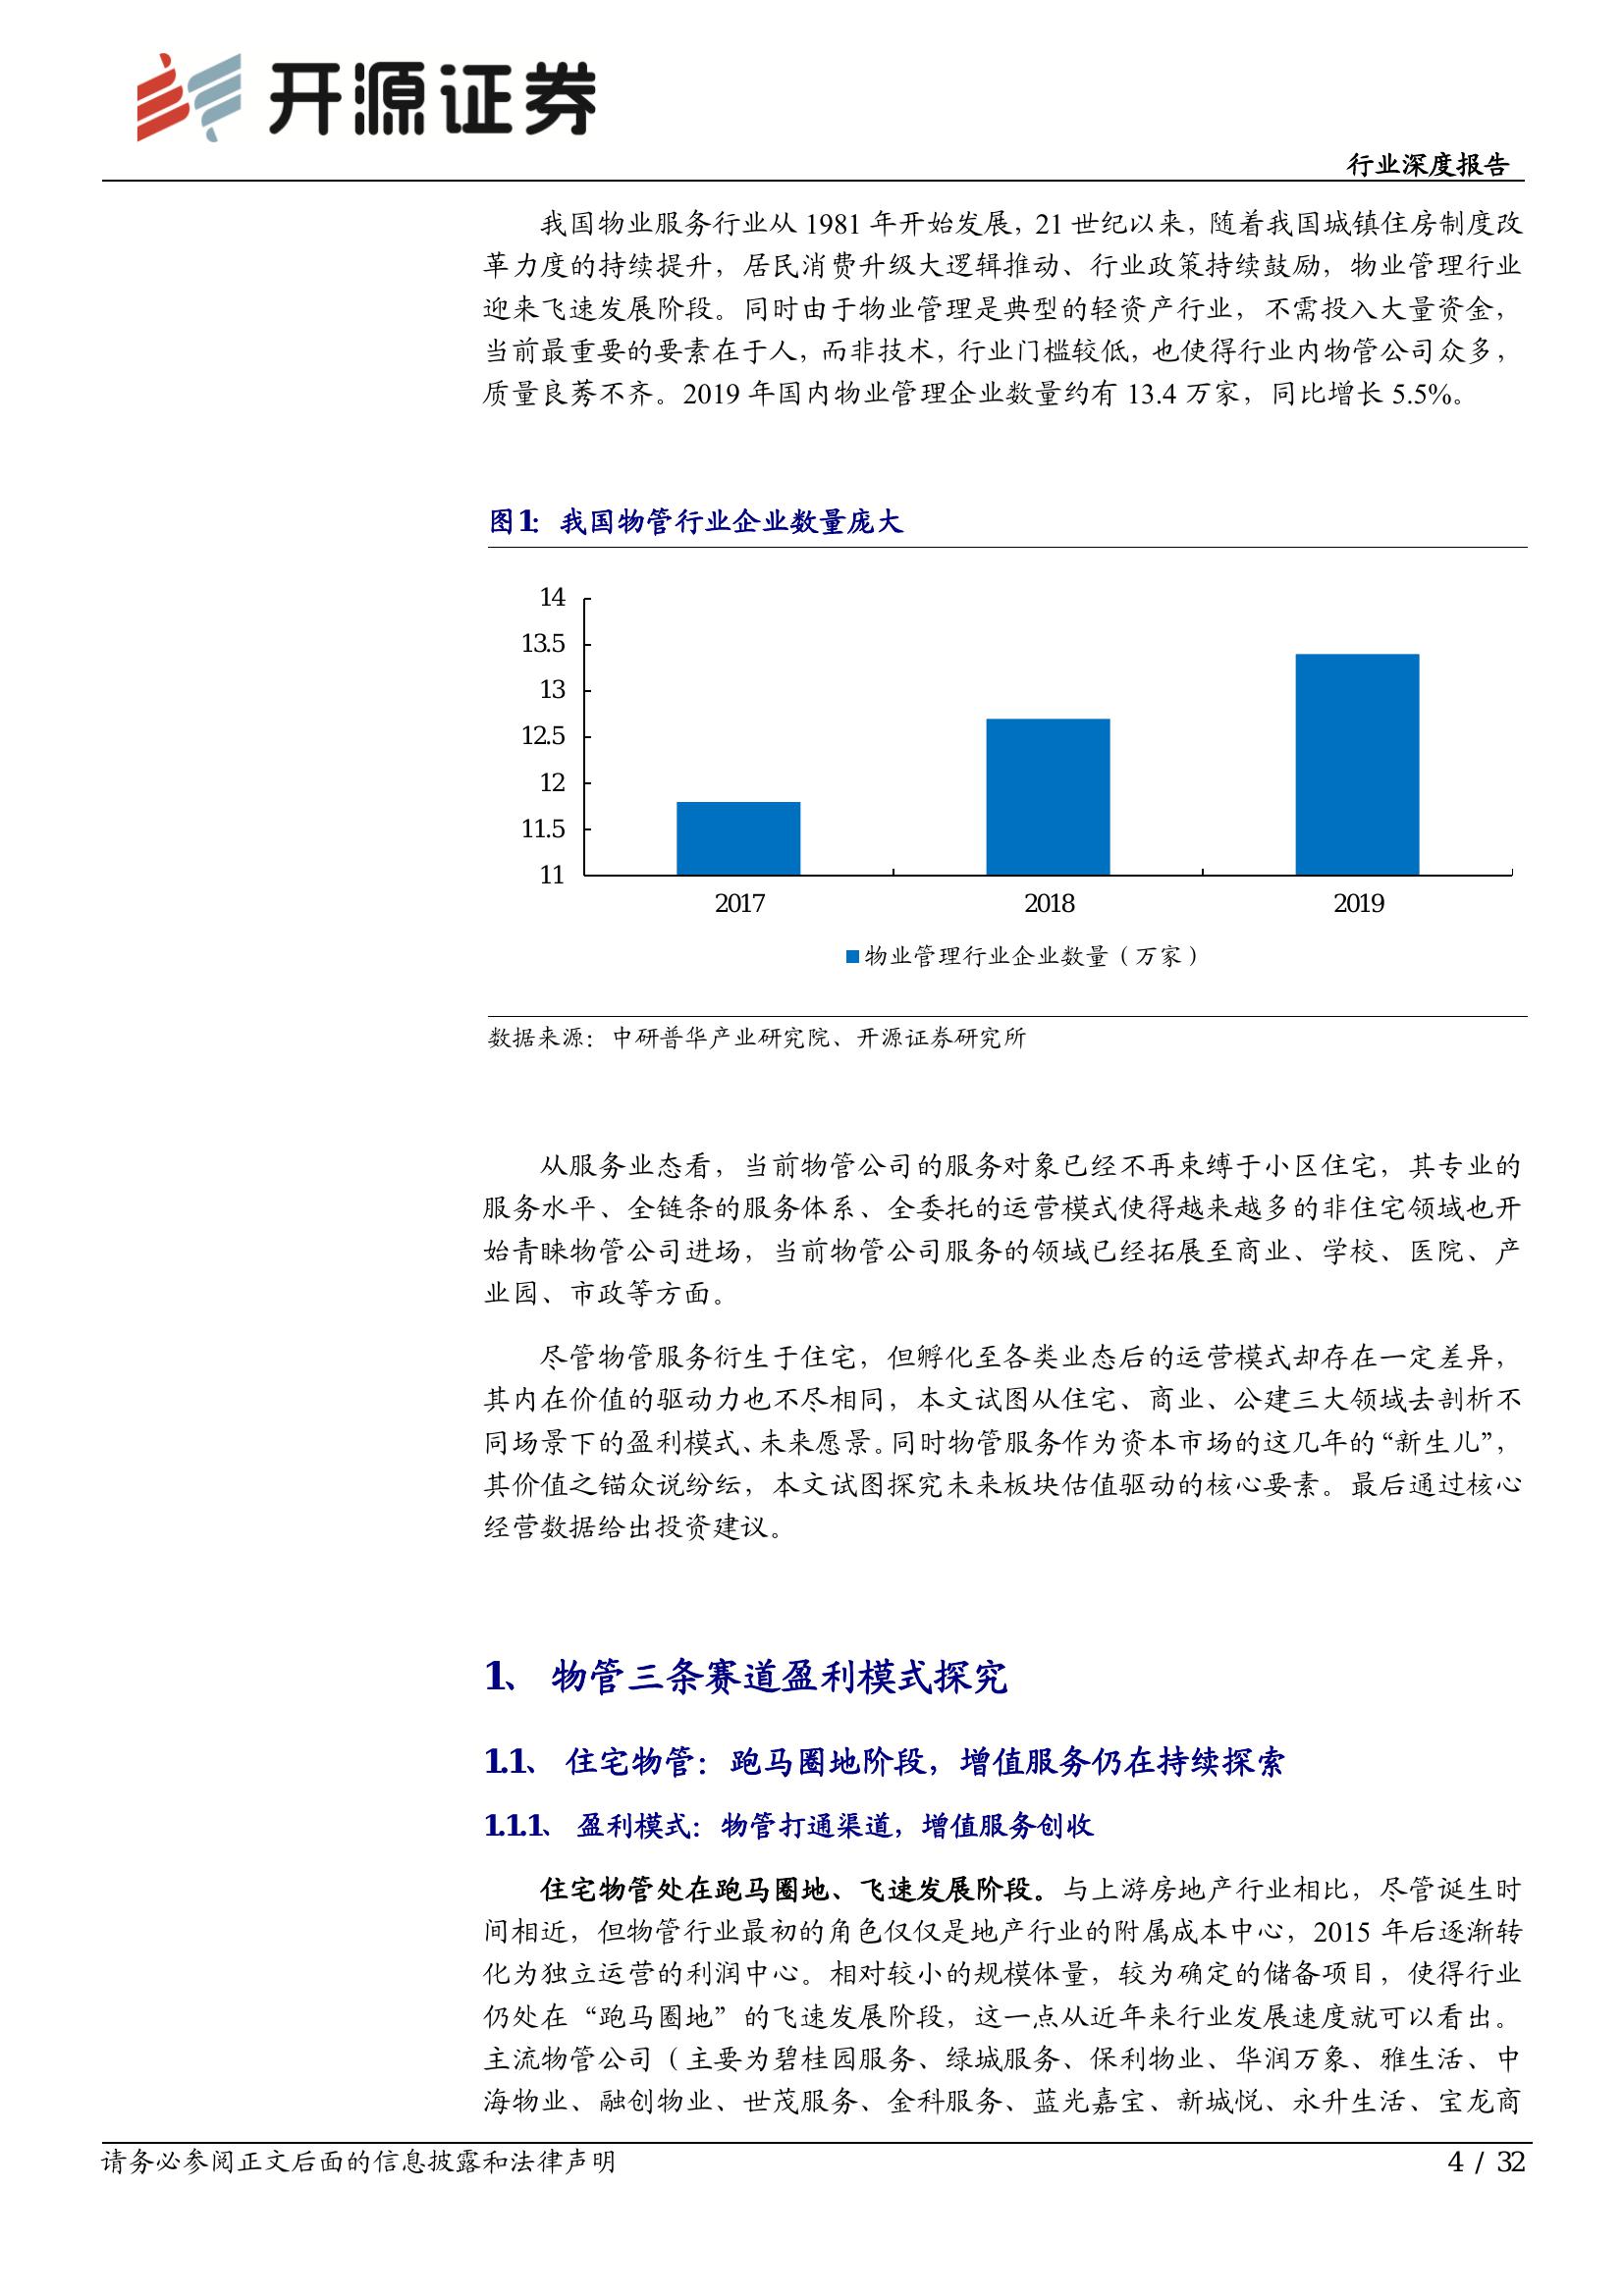 开源证券
行业深度报告
我国物业服务行业从 1981 年开始发展，21 世纪以来，随着我国城镇住房制度改
革力度的持续提升，居民消费升级大逻辑推动、行业政策持续鼓励，物业管理行业
迎来飞速发展阶段。同时由于物业管理是典型的轻资产行业，不需投入大量资金，
当前最重要的要素在于人，而非技术，行业门槛较低，也使得行业内物管公司众多，
质量良莠不齐。2019 年国内物业管理企业数量约有 13.4 万家，同比增长 5.5%。
图1：我国物管行业企业数量庞大
14
13.5
13
12.5
12
11.5
11
2017 2018 2019
物业管理行业企业数量（万家）
数据来源：中研普华产业研究院、开源证券研究所
从服务业态看，当前物管公司的服务对象已经不再束缚于小区住宅，其专业的
服务水平、全链条的服务体系、全委托的运营模式使得越来越多的非住宅领域也开
始青睐物管公司进场，当前物管公司服务的领域已经拓展至商业、学校、医院、产
业园、市政等方面。
尽管物管服务衍生于住宅，但孵化至各类业态后的运营模式却存在一定差异，
其内在价值的驱动力也不尽相同，本文试图从住宅、商业、公建三大领域去剖析不
同场景下的盈利模式、未来愿景。同时物管服务作为资本市场的这几年的“新生儿”，
其价值之锚众说纷纭，本文试图探究未来板块估值驱动的核心要素。最后通过核心
经营数据给出投资建议。
1、 物管三条赛道盈利模式探究
1.1、 住宅物管：跑马圈地阶段，增值服务仍在持续探索
1.1.1、 盈利模式：物管打通渠道，增值服务创收
住宅物管处在跑马圈地、飞速发展阶段。与上游房地产行业相比，尽管诞生时
间相近，但物管行业最初的角色仅仅是地产行业的附属成本中心，2015 年后逐渐转
化为独立运营的利润中心。相对较小的规模体量，较为确定的储备项目，使得行业
仍处在“跑马圈地”的飞速发展阶段，这一点从近年来行业发展速度就可以看出。
主流物管公司（主要为碧桂园服务、绿城服务、保利物业、华润万象、雅生活、中
海物业、融创物业、世茂服务、金科服务、蓝光嘉宝、新城悦、永升生活、宝龙商
请务必参阅正文后面的信息披露和法律声明
4 / 32